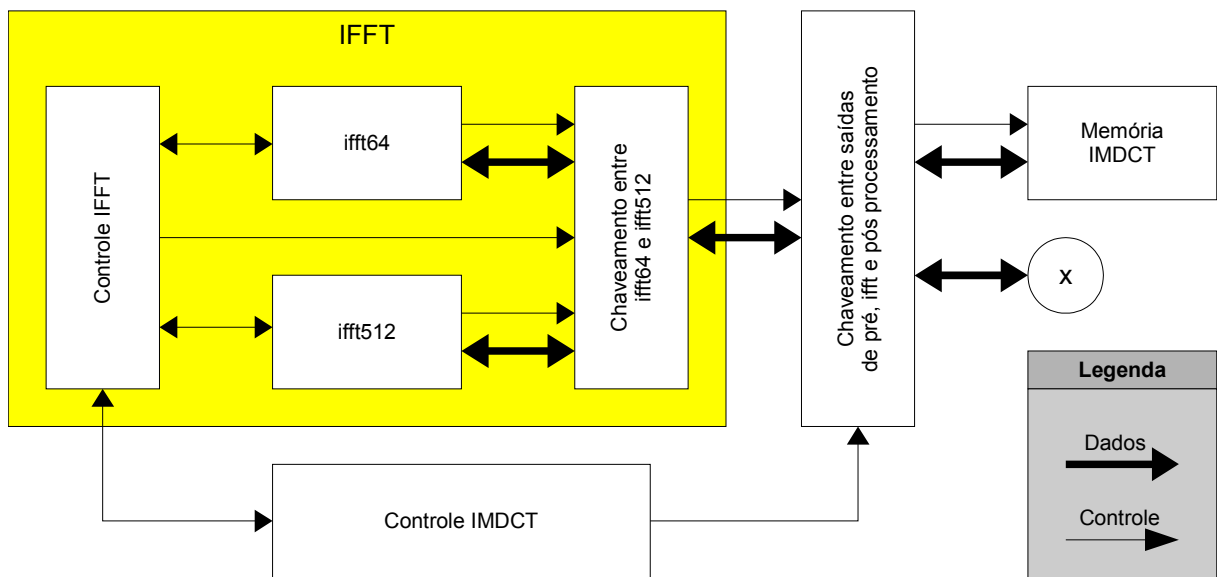 IFFT
Controle IFFT
ifft64
ifft512
Chaveamento entre
ifft64 e ifft512
Chaveamento entre saídas
de pré, ifft e pós processamento
Memória
IMDCT
x
Controle IMDCT
Legenda
Dados
Controle